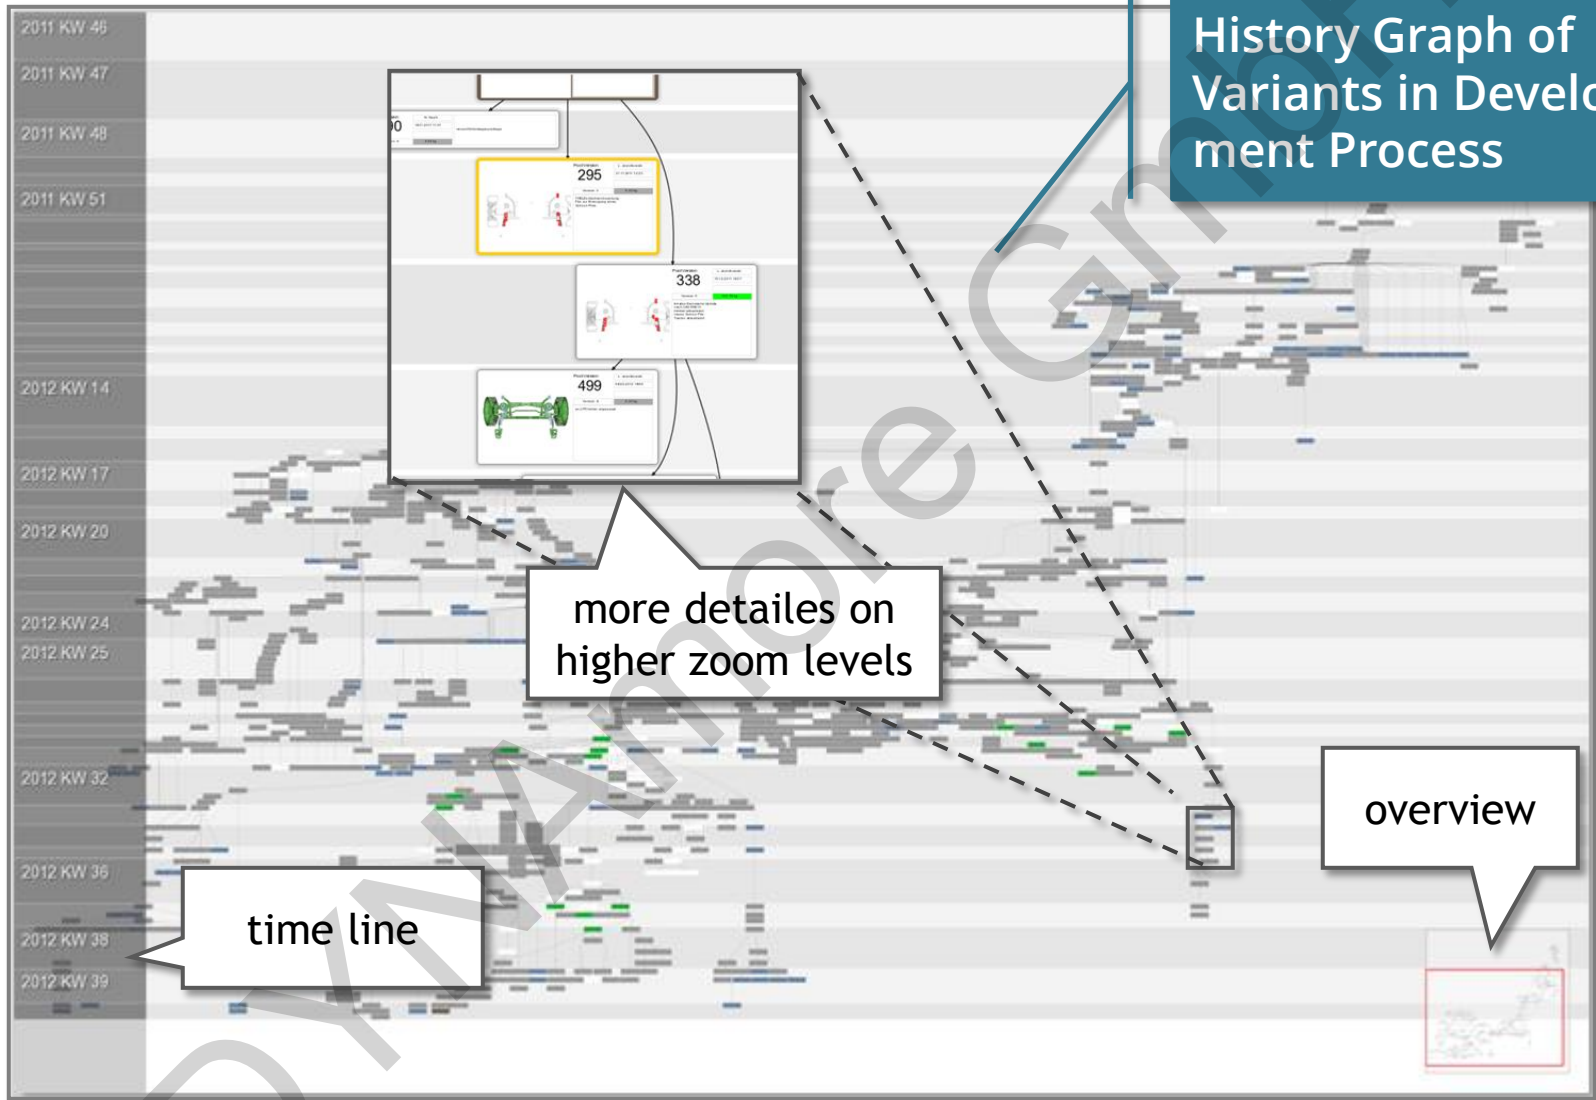 2011 KW 46
2011 KW 47
2011 KW 48
2011 KW 51
2012 KW 14
2012 KW 17
2012 KW 20
2012 KW 24
2012 KW 25
2012 KW 32
2012 KW 36
2012 KW 38
2012 KW 39
History Graph of
Variants in Develo
ment Process
295
338
499
more detailes on
higher zoom levels
time line
overview
DYNAmore GmbH